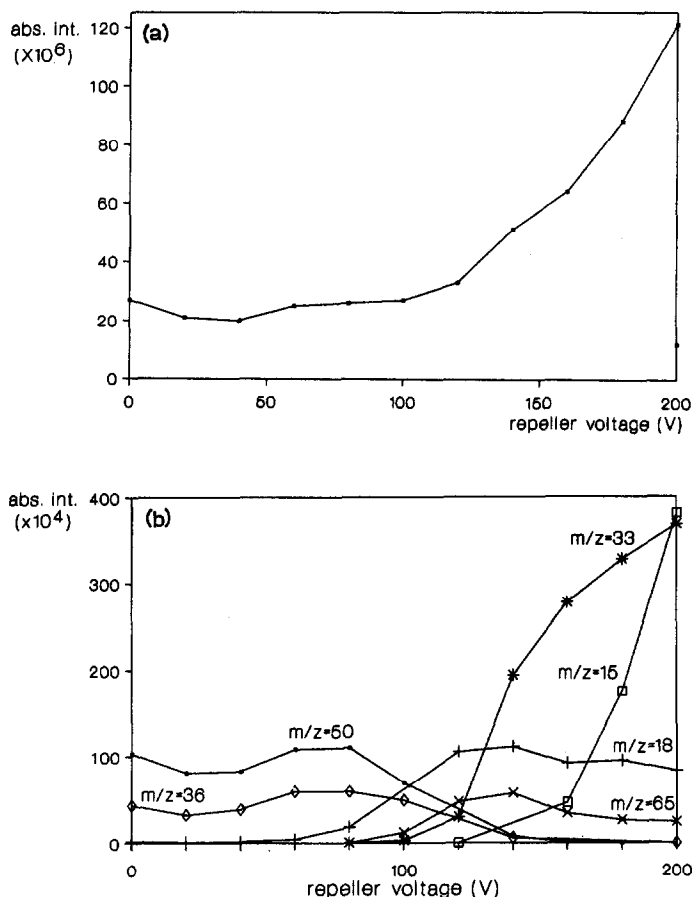 abs. int.
(x10⁶)
(a)
120
100
80
60
40
20
0
0 50 100 150 200
repeller voltage (V)
abs. int.
(x10⁴)
(b)
400
300
200
100
0
m/z=33
m/z=15
m/z=60
m/z=18
m/z=36
m/z=65
0 100 200
repeller voltage (V)